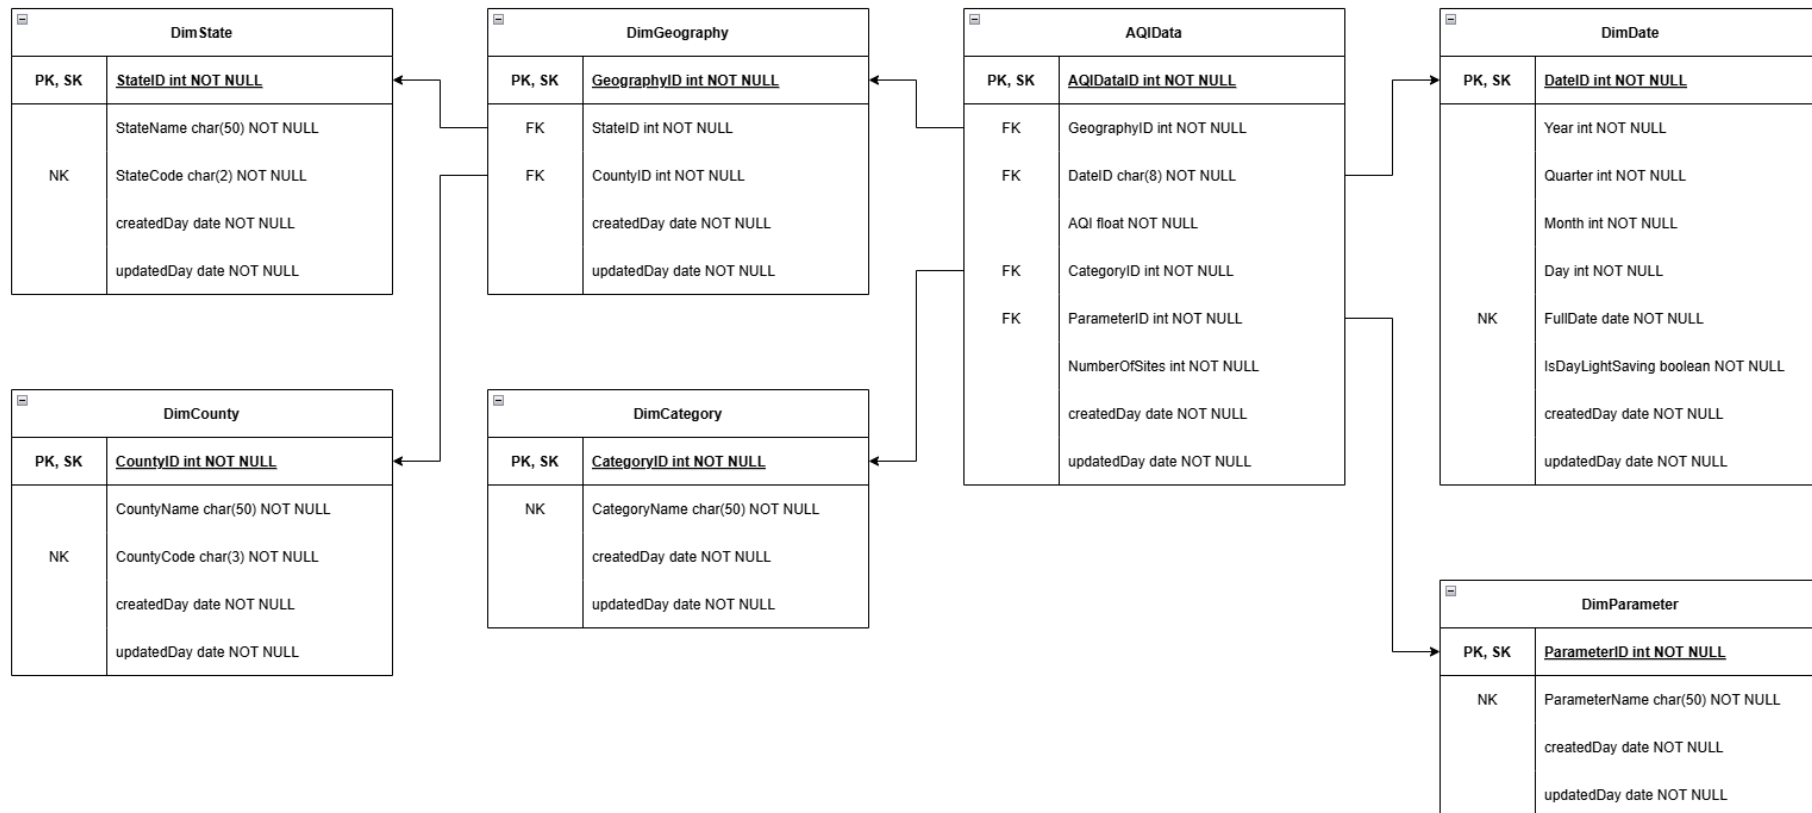 DimState
PK, SK StateID int NOT NULL
StateName char(50) NOT NULL
NK StateCode char(2) NOT NULL
createdDay date NOT NULL
updatedDay date NOT NULL
DimGeography
PK, SK GeographyID int NOT NULL
FK StateID int NOT NULL
FK CountyID int NOT NULL
createdDay date NOT NULL
updatedDay date NOT NULL
AQIData
PK, SK AQIDataID int NOT NULL
FK GeographyID int NOT NULL
FK DateID char(8) NOT NULL
AQI float NOT NULL
FK CategoryID int NOT NULL
FK ParameterID int NOT NULL
NumberOfSites int NOT NULL
createdDay date NOT NULL
updatedDay date NOT NULL
DimDate
PK, SK DateID int NOT NULL
Year int NOT NULL
Quarter int NOT NULL
Month int NOT NULL
Day int NOT NULL
NK FullDate date NOT NULL
IsDayLightSaving boolean NOT NULL
createdDay date NOT NULL
updatedDay date NOT NULL
DimCounty
PK, SK CountyID int NOT NULL
CountyName char(50) NOT NULL
NK CountyCode char(3) NOT NULL
createdDay date NOT NULL
updatedDay date NOT NULL
DimCategory
PK, SK CategoryID int NOT NULL
NK CategoryName char(50) NOT NULL
createdDay date NOT NULL
updatedDay date NOT NULL
DimParameter
PK, SK ParameterID int NOT NULL
NK ParameterName char(50) NOT NULL
createdDay date NOT NULL
updatedDay date NOT NULL